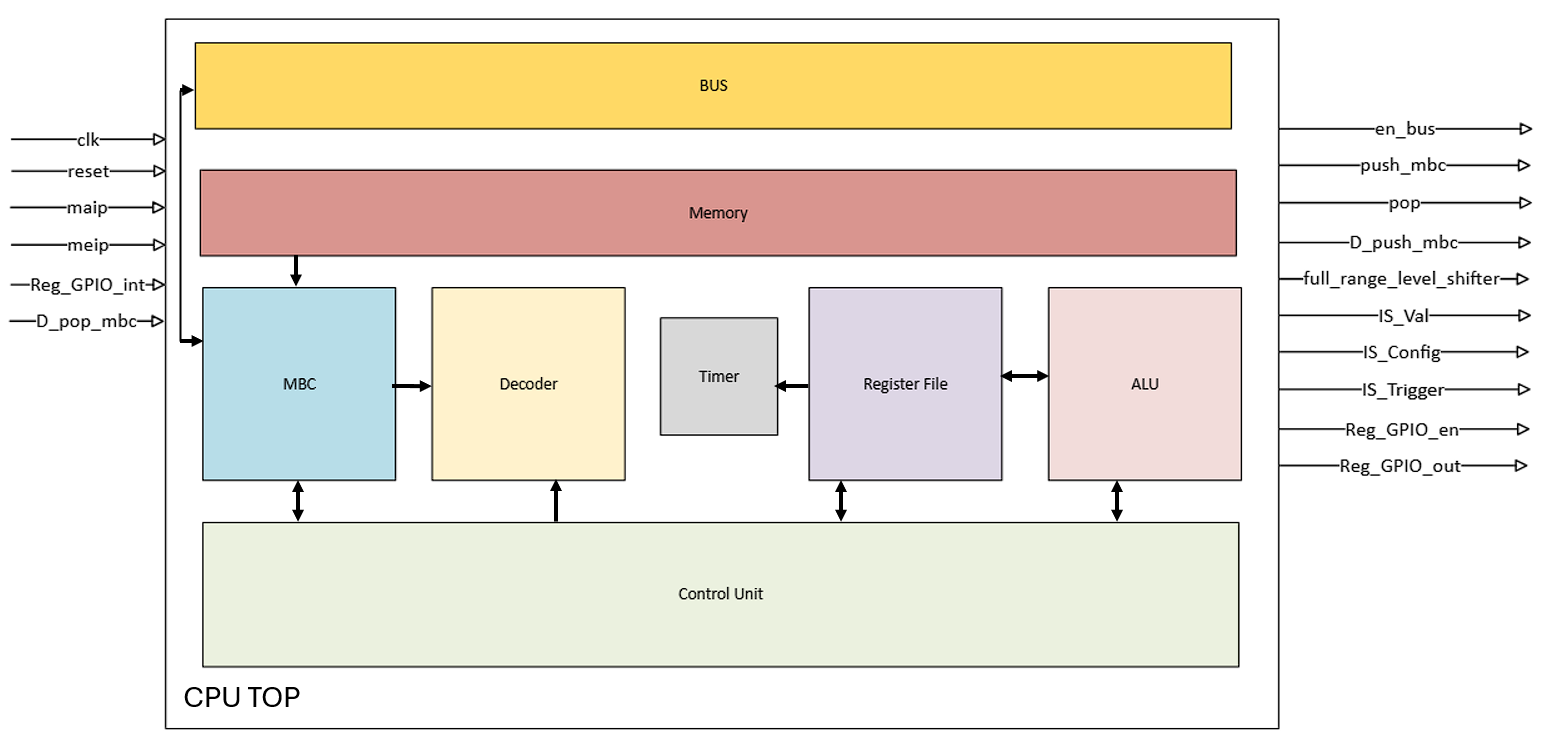 BUS
clk
reset
maip
meip
Reg_GPIO_int
D_pop_mbc
Memory
MBC
Decoder
Timer
Register File
ALU
Control Unit
CPU TOP
en_bus
push_mbc
pop
D_push_mbc
full_range_level_shifter
IS_Val
IS_Config
IS_Trigger
Reg_GPIO_en
Reg_GPIO_out